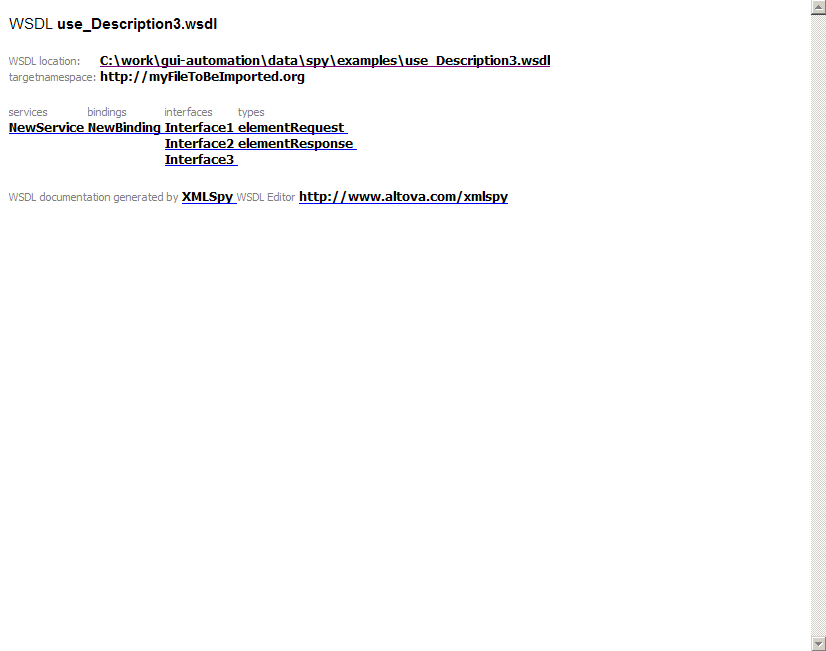 WSDL use_Description3.wsdl
WSDL location: C:\work\gui-automation\data\spy\examples\use_Description3.wsdl
targetnamespace: http://myFileToBeImported.org
services bindings interfaces types
NewService NewBinding Interface1 elementRequest
Interface2 elementResponse
Interface3
WSDL documentation generated by XMLSpy WSDL Editor http://www.altova.com/xmlspy